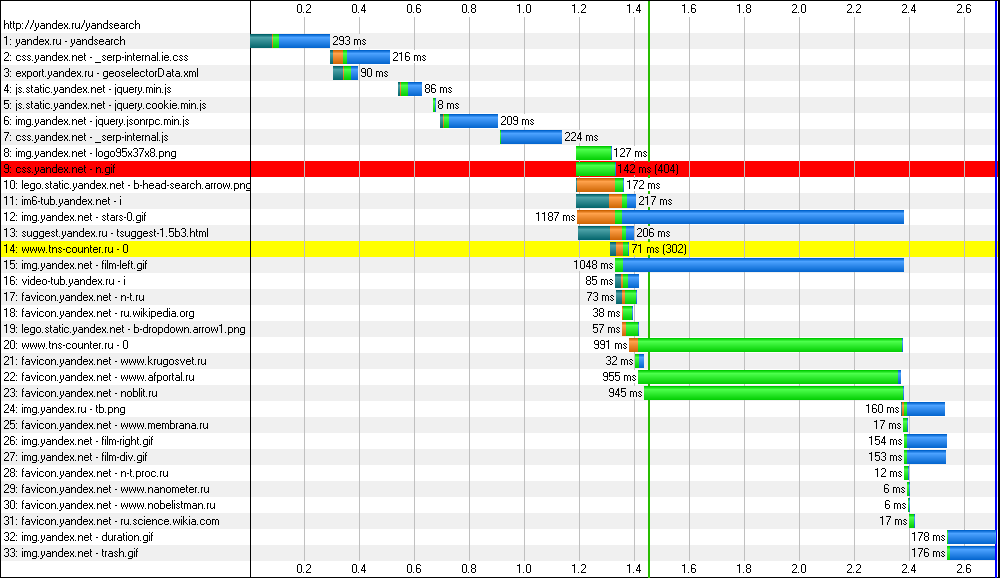 0.2 0.4 0.6 0.8 1.0 1.2 1.4 1.6 1.8 2.0 2.2 2.4 2.6
http://yandex.ru/yandsearch
1: yandex.ru - yandsearch 293 ms
2: css.yandex.net - _serp-internal.ie.css 216 ms
3: export.yandex.ru - geoselectorData.xml 90 ms
4: js.static.yandex.net - jquery.min.js 86 ms
5: js.static.yandex.net - jquery.cookie.min.js 8 ms
6: img.yandex.net - jquery.jsonrpc.min.js 209 ms
7: css.yandex.net - _serp-internal.js 224 ms
8: img.yandex.net - logo95x37x8.png 127 ms
9: css.yandex.net - n.gif 142 ms (404)
10: lego.static.yandex.net - b-head-search.arrow.png 172 ms
11: im6-tub.yandex.net - i 217 ms
12: img.yandex.net - stars-0.gif 1187 ms
13: suggest.yandex.ru - tsuggest-1.5b3.html 206 ms
14: www.tns-counter.ru - 0 71 ms (302)
15: img.yandex.net - film-left.gif 1048 ms
16: video-tub.yandex.ru - i 85 ms
17: favicon.yandex.net - n-t.ru 73 ms
18: favicon.yandex.net - ru.wikipedia.org 38 ms
19: lego.static.yandex.net - b-dropdown.arrow1.png 57 ms
20: www.tns-counter.ru - 0 991 ms
21: favicon.yandex.net - www.krugosvet.ru 32 ms
22: favicon.yandex.net - www.afportal.ru 955 ms
23: favicon.yandex.net - noblit.ru 945 ms
24: img.yandex.ru - tb.png 160 ms
25: favicon.yandex.net - www.membrana.ru 17 ms
26: img.yandex.net - film-right.gif 154 ms
27: img.yandex.net - film-div.gif 153 ms
28: favicon.yandex.net - n-t.proc.ru 12 ms
29: favicon.yandex.net - www.nanometer.ru 6 ms
30: favicon.yandex.net - www.nobelistman.ru 6 ms
31: favicon.yandex.net - ru.science.wikia.com 17 ms
32: img.yandex.net - duration.gif 178 ms
33: img.yandex.net - trash.gif 176 ms
0.2 0.4 0.6 0.8 1.0 1.2 1.4 1.6 1.8 2.0 2.2 2.4 2.6